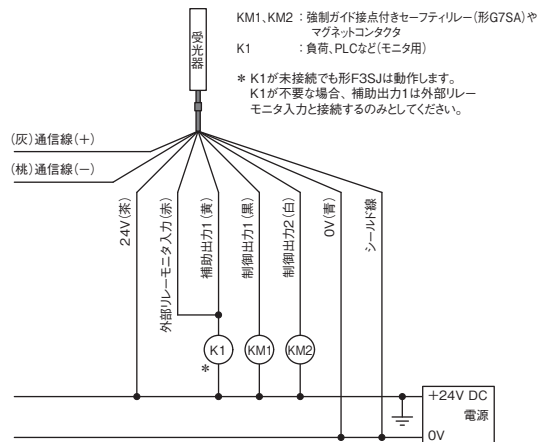 KM1、KM2 : 強制ガイド接点付きセーフティリレー(形G7SA)や
マグネットコンタクタ
K1 : 負荷、PLCなど(モニタ用)
* K1が未接続でも形F3SJは動作します。
K1が不要な場合、補助出力1は外部リレー
モニタ入力と接続するのみとしてください。
受光器
(灰)通信線(+)
(桃)通信線(−)
24V(茶)
外部リレーモニタ入力(赤)
補助出力1(黄)
制御出力1(黒)
制御出力2(白)
0V(青)
シールド線
K1
*
KM1
KM2
+24V DC
電源
0V